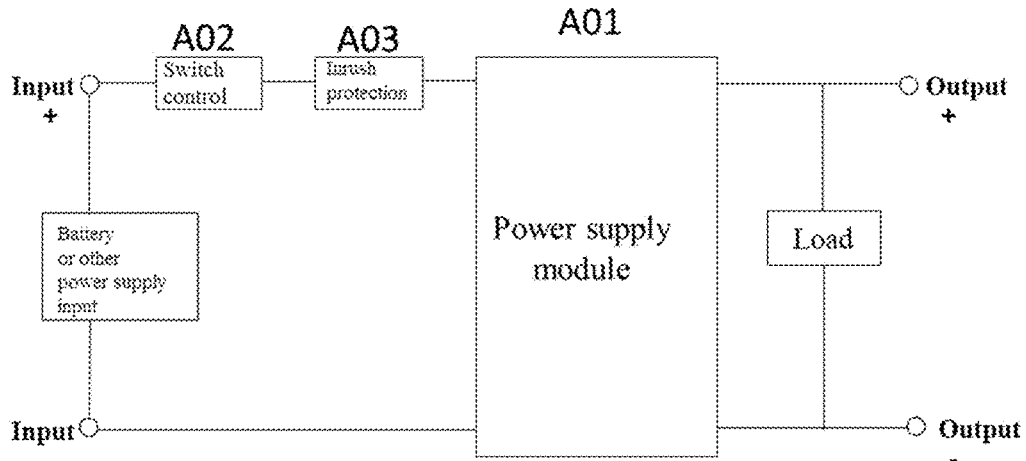 A02
A03
A01
Input
+
Switch
control
Inrush
protection
Output
+
Battery
or other
power supply
input
Power supply
module
Load
Input
Output
-